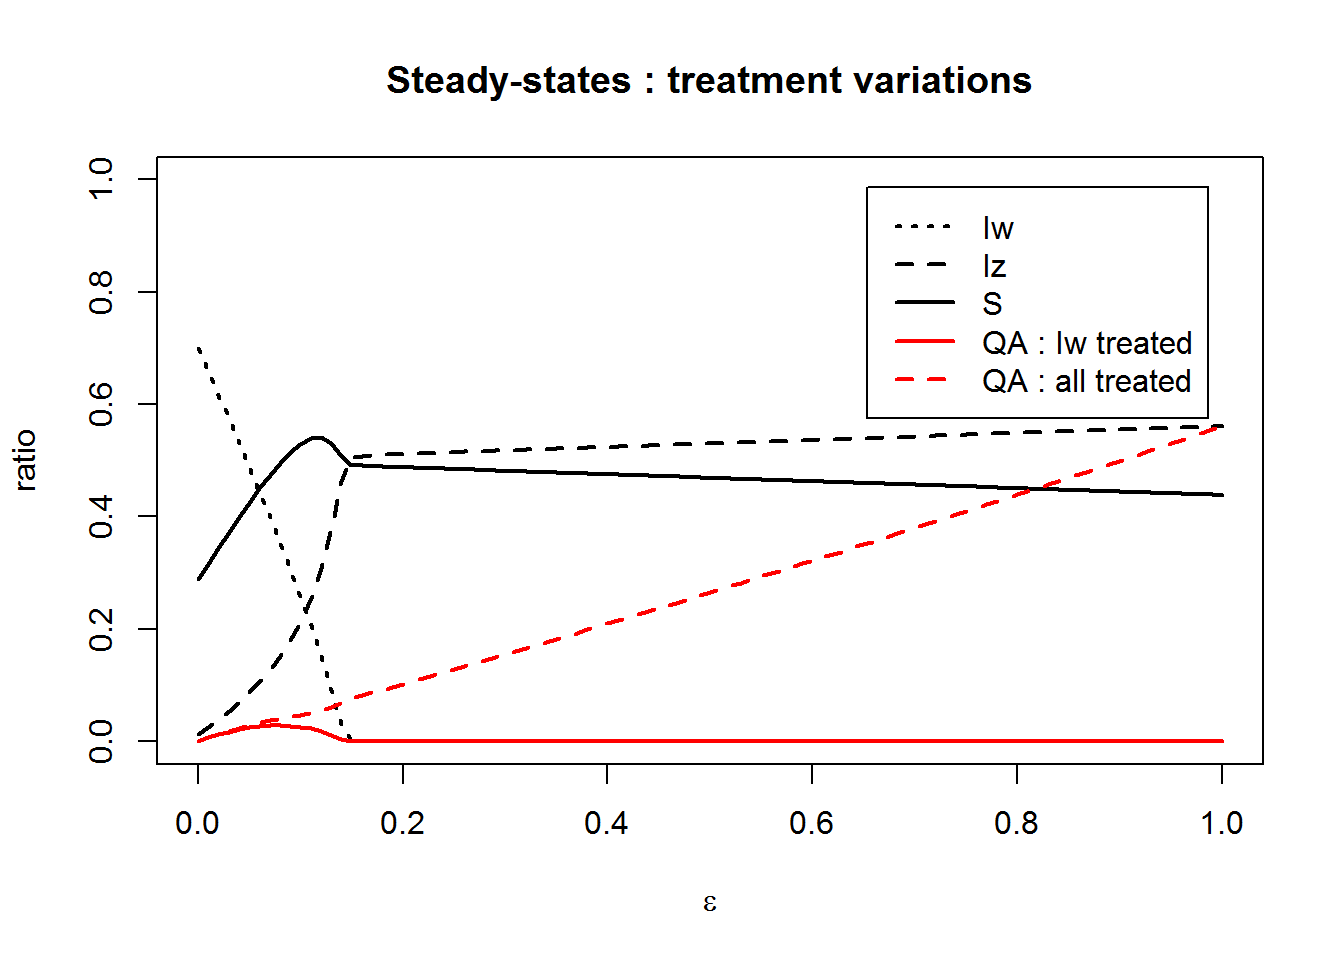 Steady-states : treatment variations
ratio
1.0
0.8
0.6
0.4
0.2
0.0
Iw
Iz
S
QA : Iw treated
QA : all treated
0.0 0.2 0.4 0.6 0.8 1.0
ε